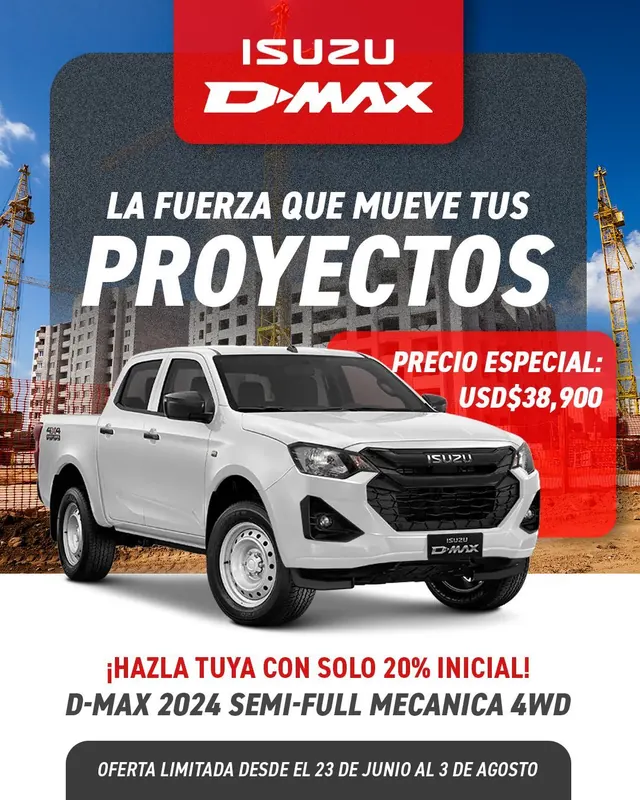 ISUZU
D-MAX
LA FUERZA QUE MUEVE TUS
PROYECTOS
PRECIO ESPECIAL:
USD$38,900
4X4
ISUZU
ISUZU
D-MAX
¡HAZLA TUYA CON SOLO 20% INICIAL!
D-MAX 2024 SEMI-FULL MECANICA 4WD
OFERTA LIMITADA DESDE EL 23 DE JUNIO AL 3 DE AGOSTO